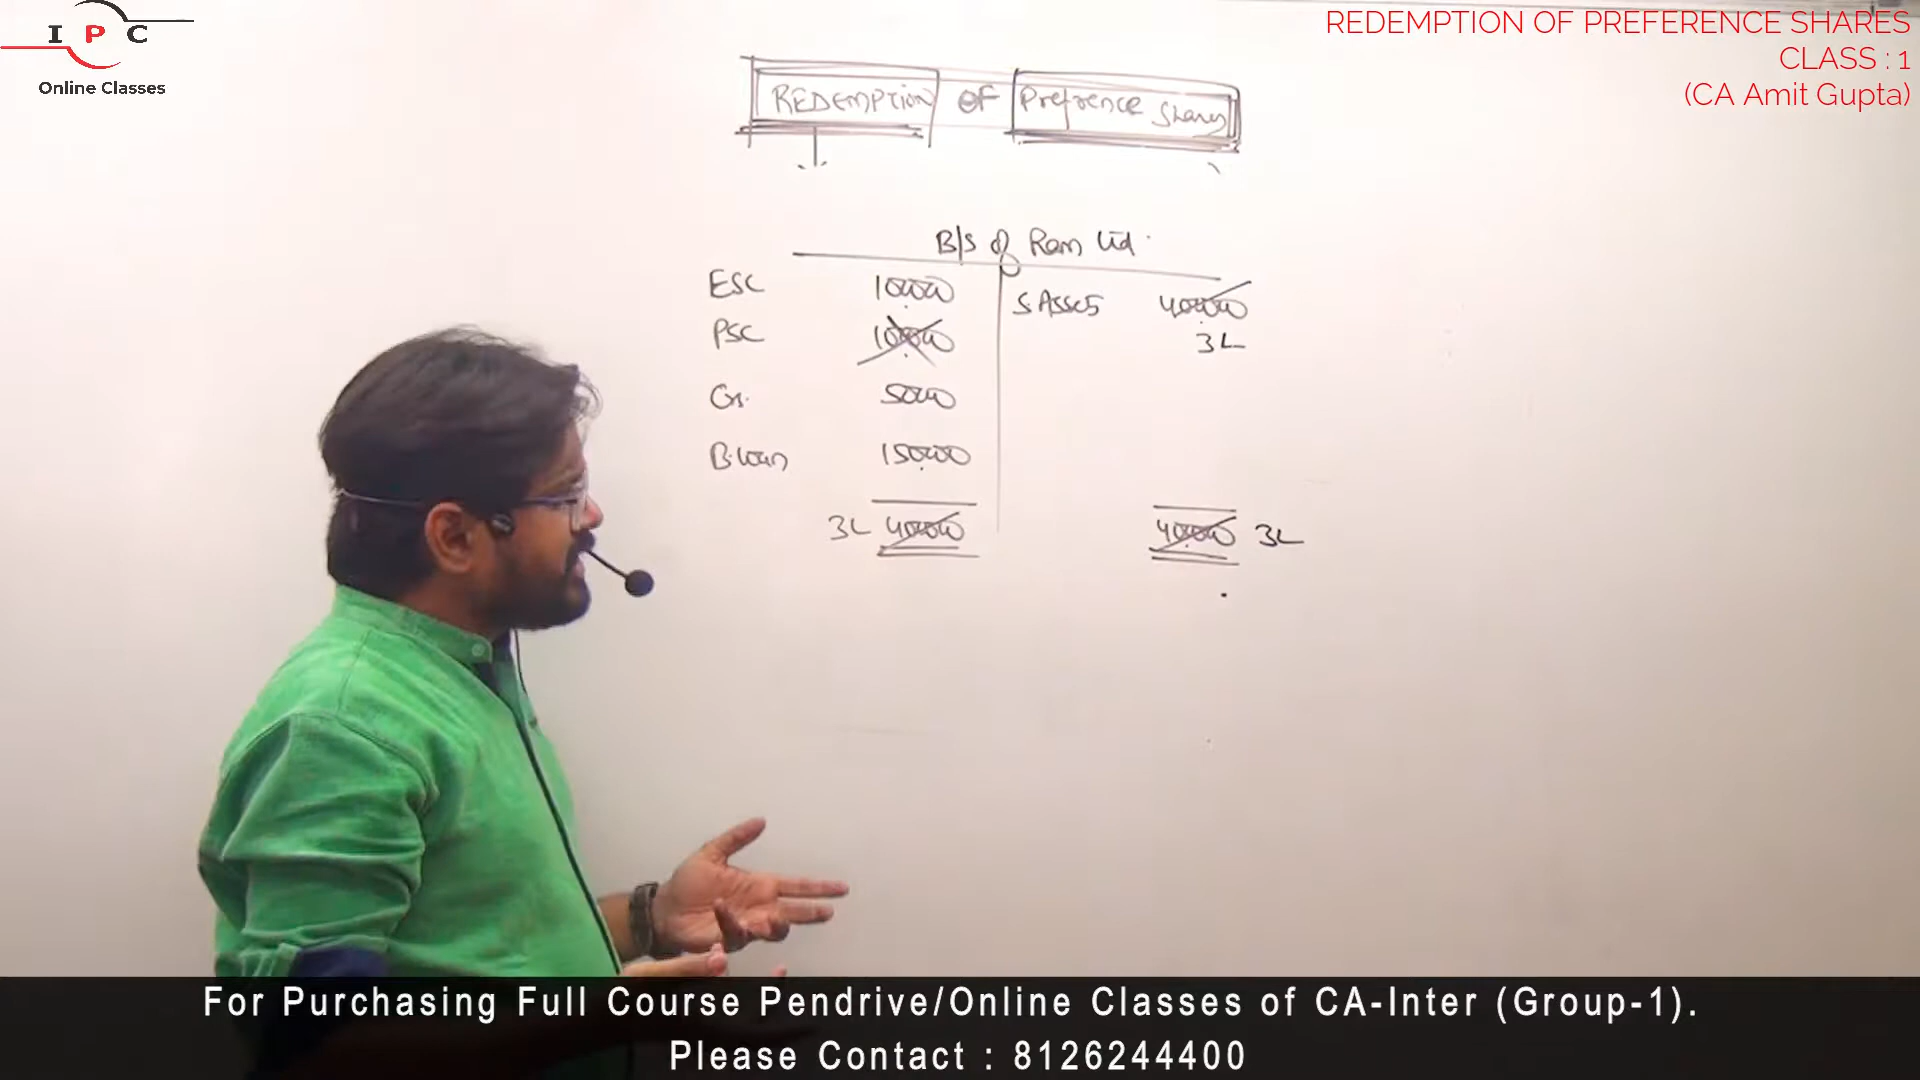 I P C
Online Classes
REDEMPTION OF PREFERENCE SHARES
CLASS : 1
(CA Amit Gupta)
REDEMPTION OF Prefrence Shares
B/S of Ram Ltd.
ESC 100000 S. Assets 400000
PSC 100000 3L
Cr. 50000
B.loan 150000
3L 400000 400000 3L
For Purchasing Full Course Pendrive/Online Classes of CA-Inter (Group-1).
Please Contact : 8126244400